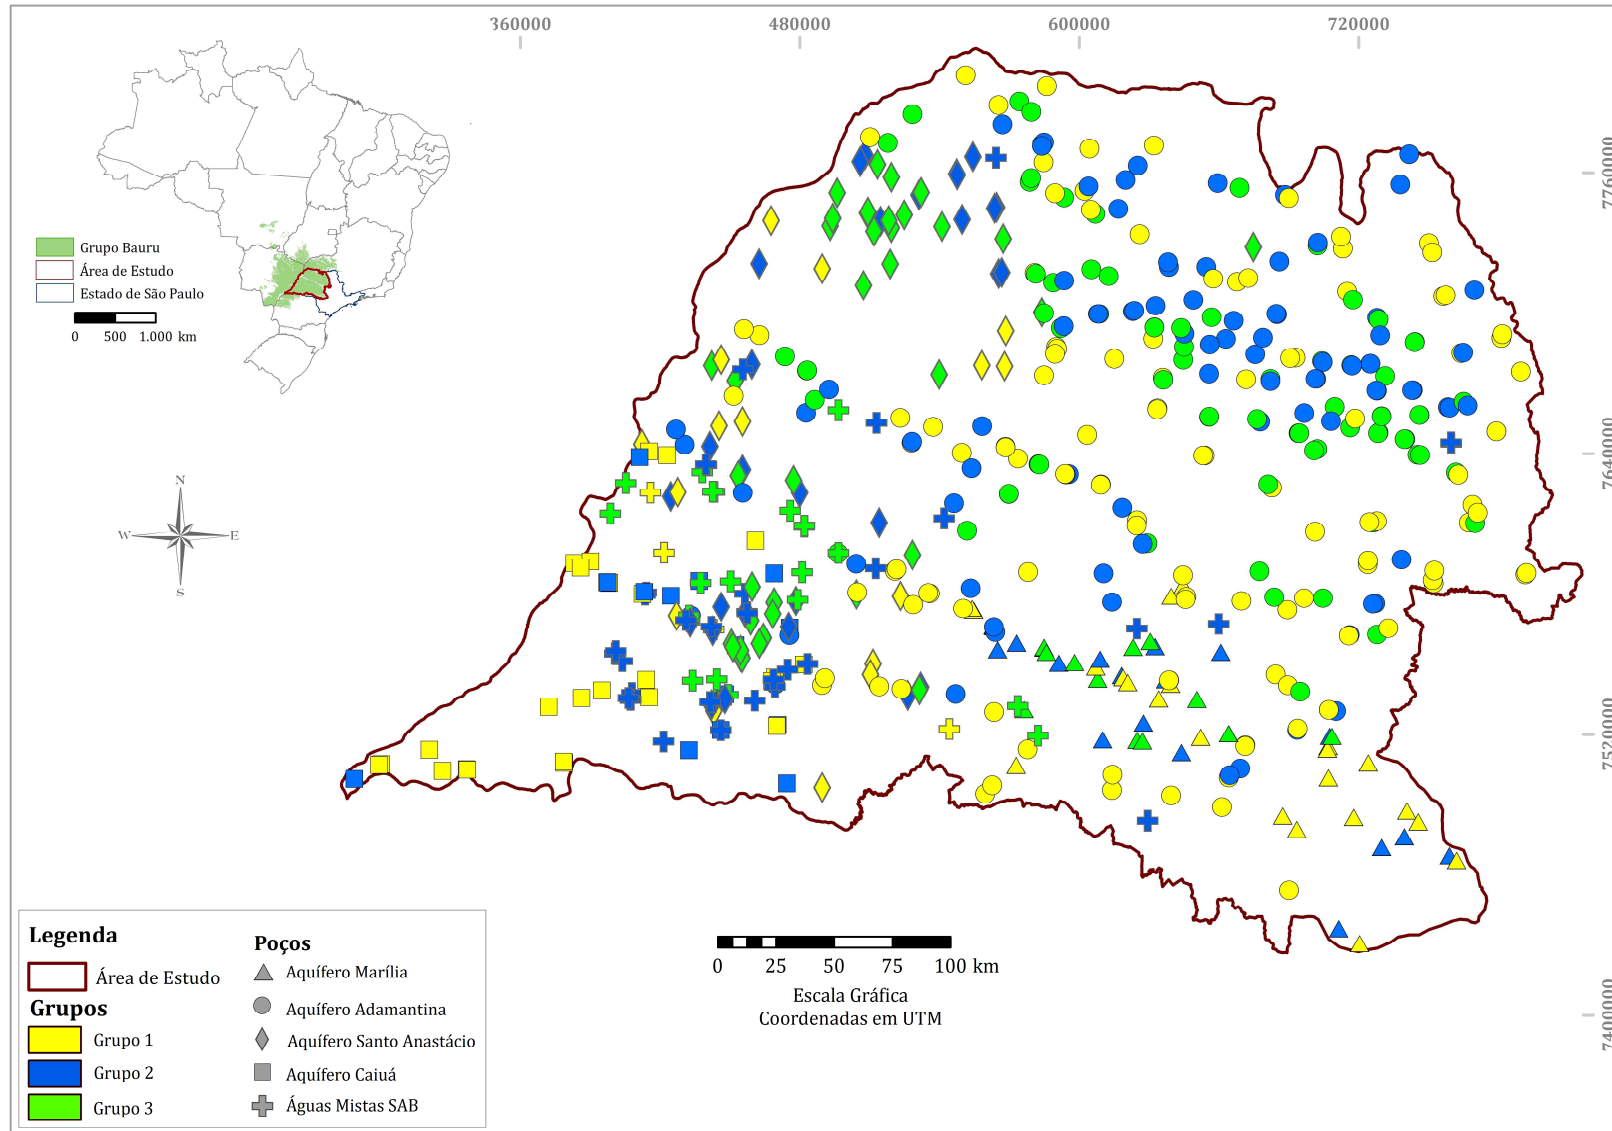 360000 480000 600000 720000
7760000
7640000
7520000
7400000
Grupo Bauru
Área de Estudo
Estado de São Paulo
0 500 1.000 km
N
W E
S
Legenda
Área de Estudo
Grupos
Grupo 1
Grupo 2
Grupo 3
Poços
Aquífero Marília
Aquífero Adamantina
Aquífero Santo Anastácio
Aquífero Caiuá
Águas Mistas SAB
0 25 50 75 100 km
Escala Gráfica
Coordenadas em UTM